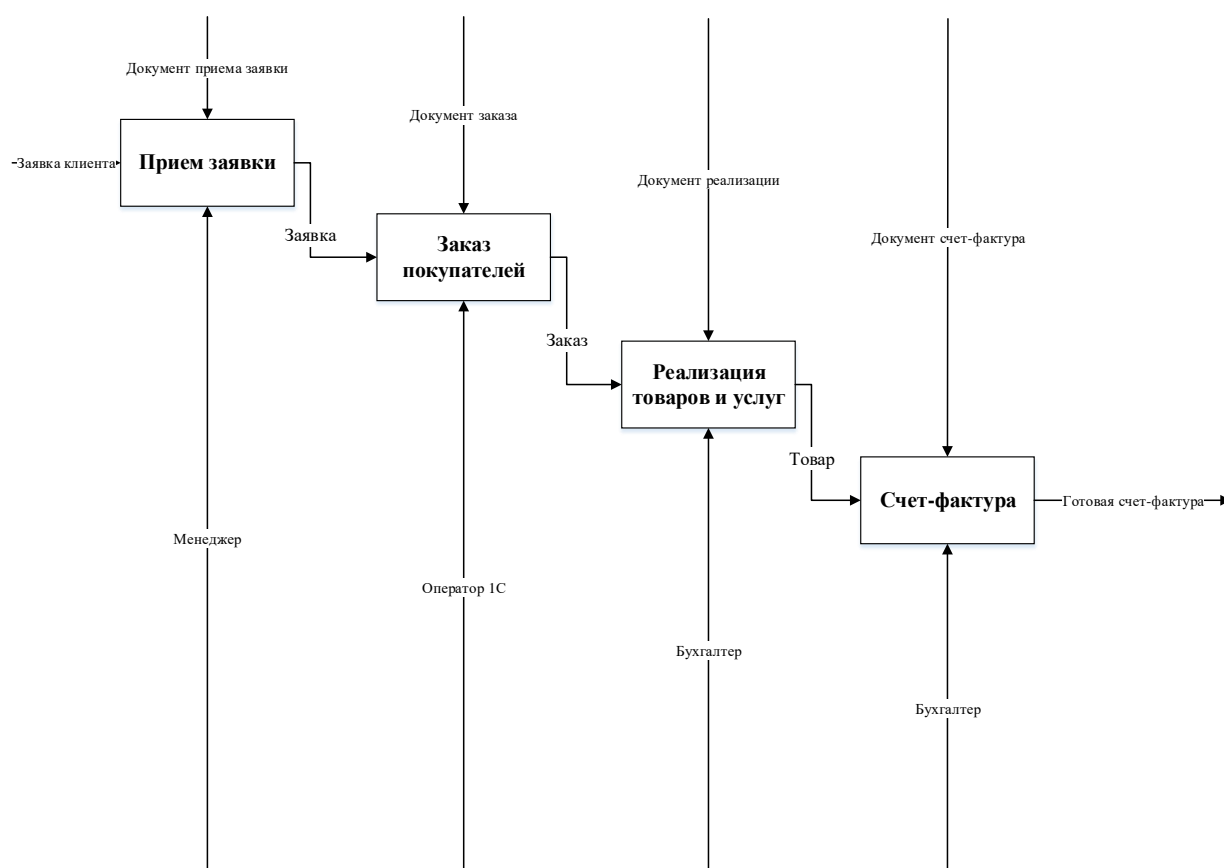 Документ приема заявки
Документ заказа
Заявка клиента
Прием заявки
Документ реализации
Заявка
Документ счет-фактура
Заказ
покупателей
Заказ
Реализация
товаров и услуг
Товар
Счет-фактура
Готовая счет-фактура
Менеджер
Оператор 1С
Бухгалтер
Бухгалтер